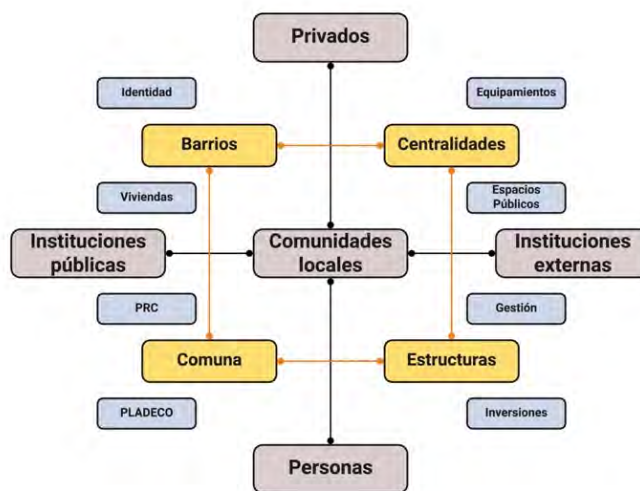 Privados
Identidad
Equipamientos
Barrios
Centralidades
Viviendas
Espacios
Públicos
Instituciones
públicas
Comunidades
locales
Instituciones
externas
PRC
Gestión
Comuna
Estructuras
PLADECO
Inversiones
Personas